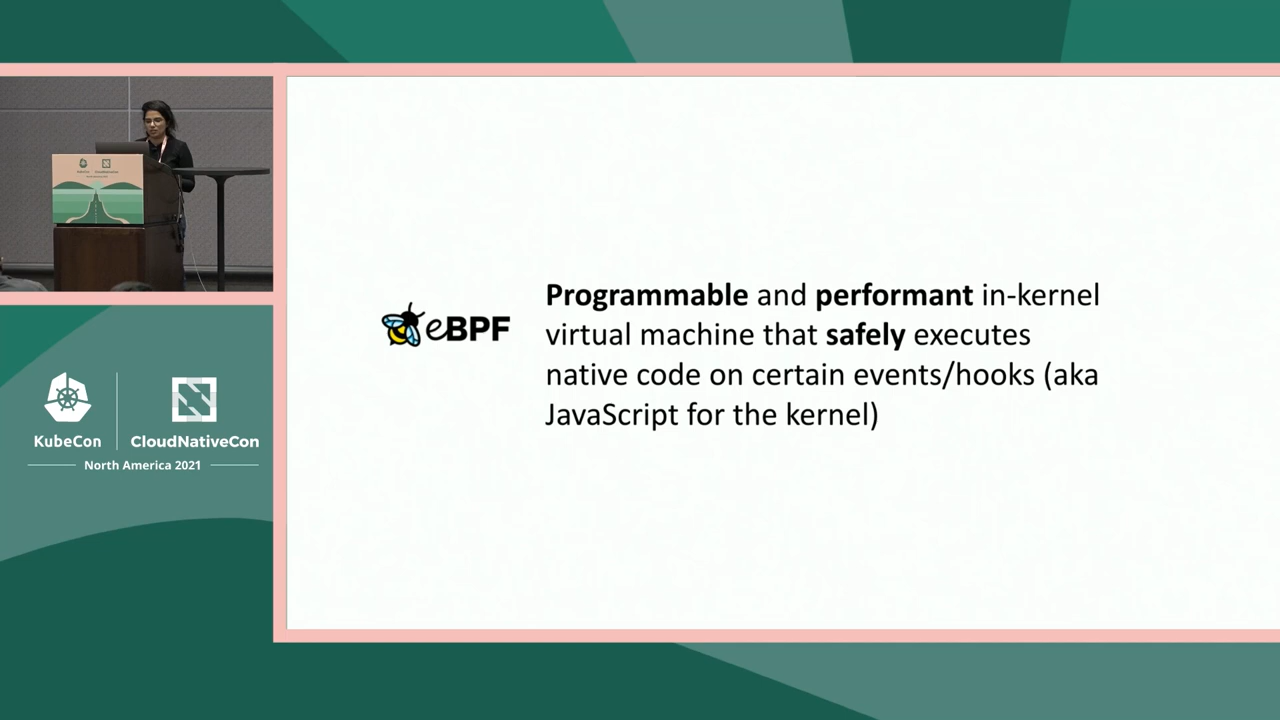 eBPF
Programmable and performant in-kernel
virtual machine that safely executes
native code on certain events/hooks (aka
JavaScript for the kernel)
KubeCon
CloudNativeCon
North America 2021